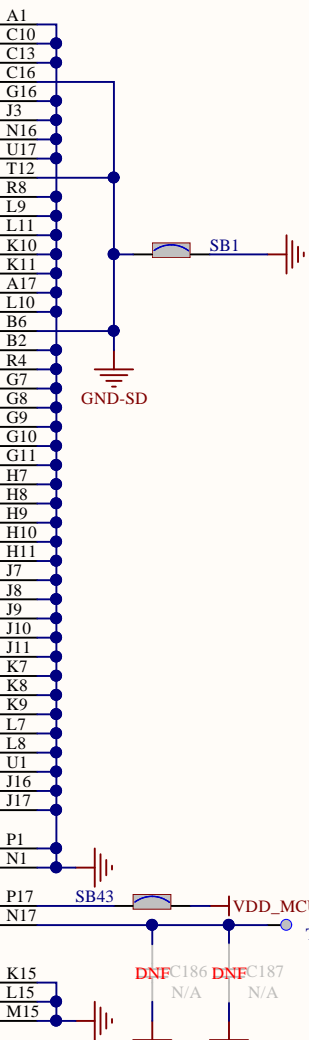 A1
C10
C13
C16
G16
J3
N16
U17
T12
R8
L9
L11
K10
SB1
K11
A17
L10
B6
B2
R4
GND-SD
G7
G8
G9
G10
G11
H7
H8
H9
H10
H11
J7
J8
J9
J10
J11
K7
K8
K9
L7
L8
U1
J16
J17
P1
N1
P17 SB43 VDD_MCU
N17
K15 DNF C186 DNF C187
L15 N/A N/A
M15